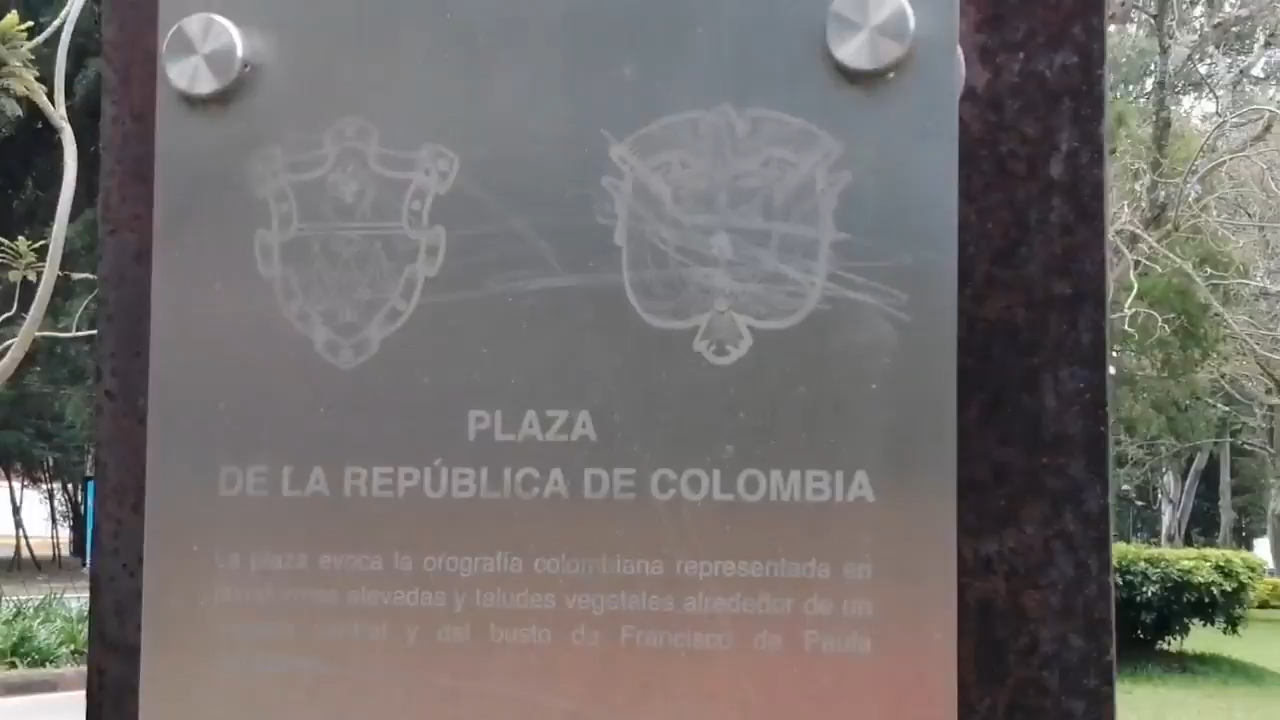 PLAZA
DE LA REPÚBLICA DE COLOMBIA
La plaza evoca la orografía colombiana representada en
elevadas y taludes vegetales alrededor de un
y del busto de Francisco de Paula